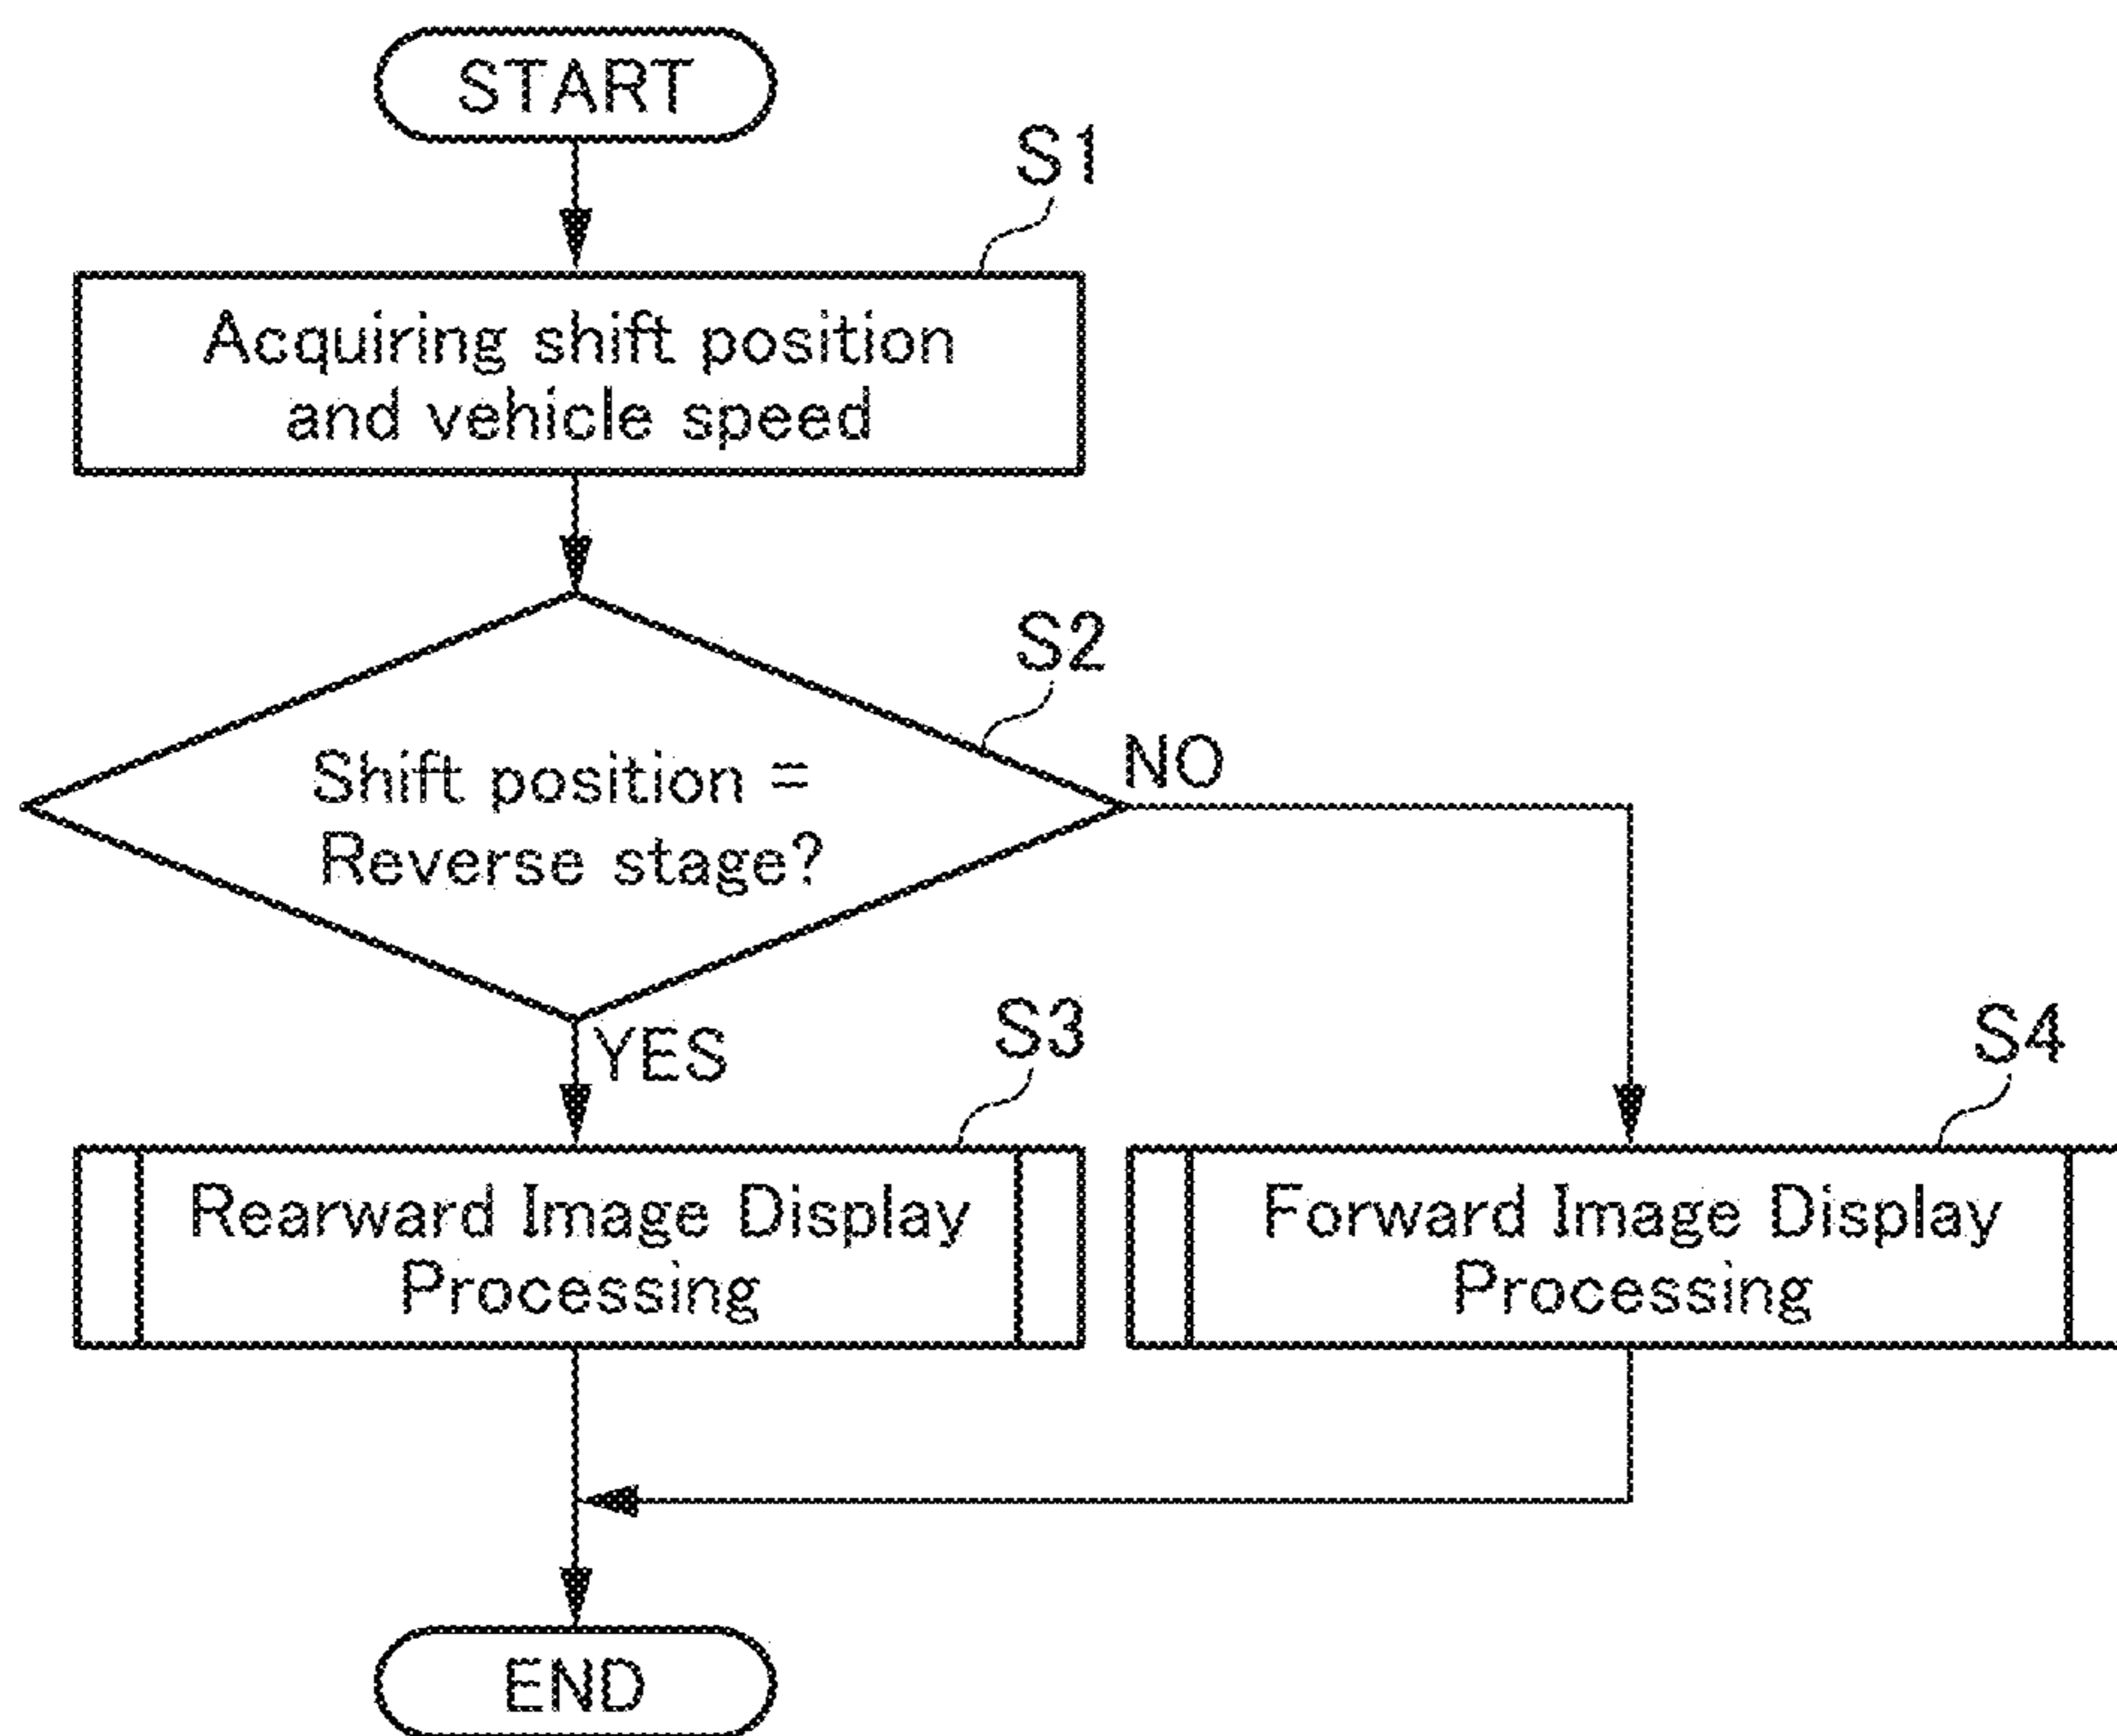 START
S1
Acquiring shift position
and vehicle speed
S2
Shift position =
Reverse stage?
NO
YES
S3
S4
Rearward Image Display
Processing
Forward Image Display
Processing
END